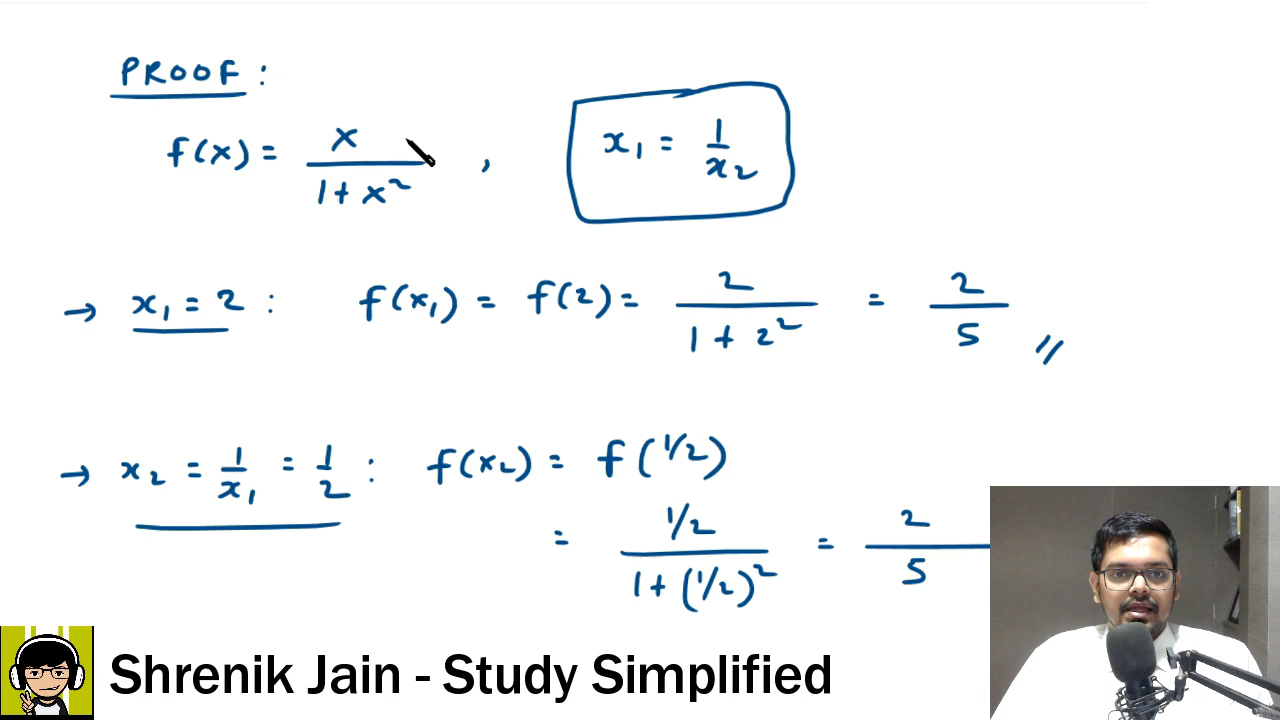 PROOF :
f(x) = x / (1 + x²) , x₁ = 1/x₂
→ x₁ = 2 : f(x₁) = f(2) = 2 / (1 + 2²) = 2/5 //
→ x₂ = 1/x₁ = 1/2 : f(x₂) = f(1/2)
= (1/2) / (1 + (1/2)²) = 2/5
Shrenik Jain - Study Simplified